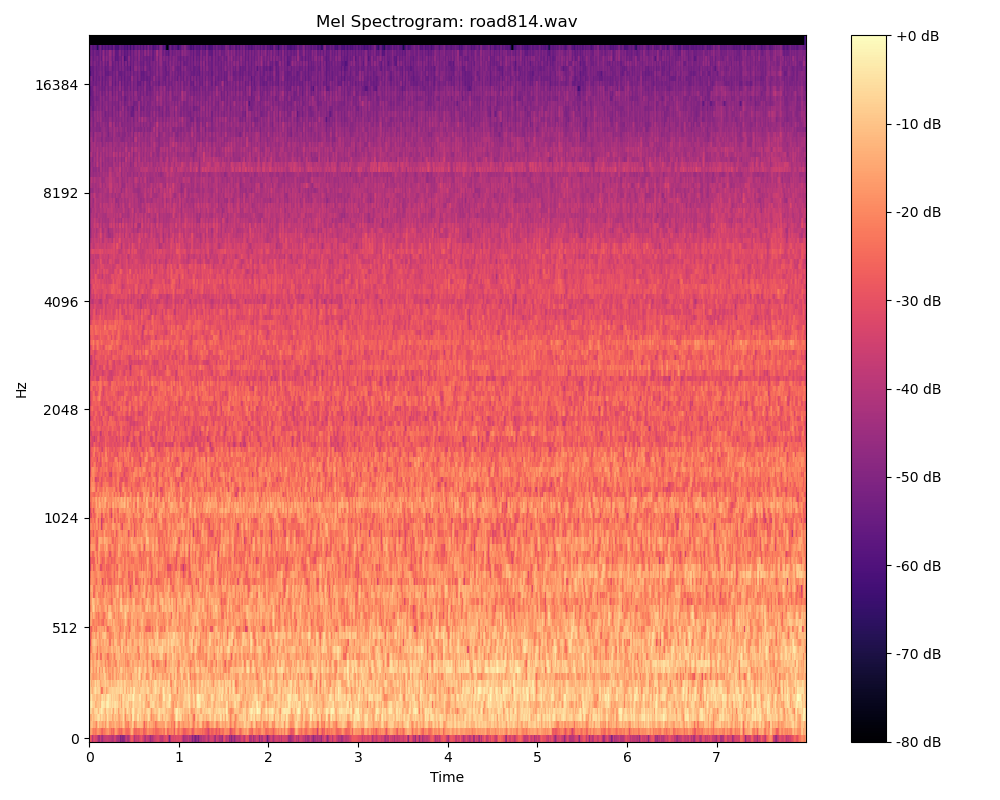 Mel Spectrogram: road814.wav
+0 dB
16384
-10 dB
8192
-20 dB
4096
-30 dB
Hz
2048
-40 dB
1024
-50 dB
-60 dB
512
-70 dB
0
-80 dB
0 1 2 3 4 5 6 7
Time